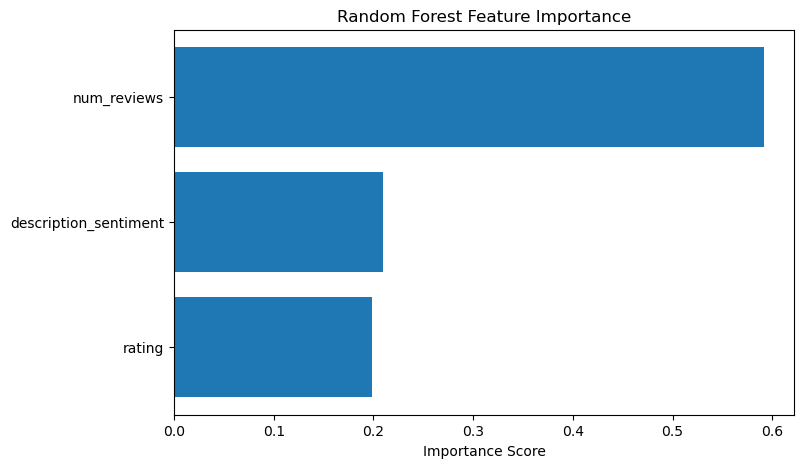 Random Forest Feature Importance
num_reviews
description_sentiment
rating
0.0 0.1 0.2 0.3 0.4 0.5 0.6
Importance Score